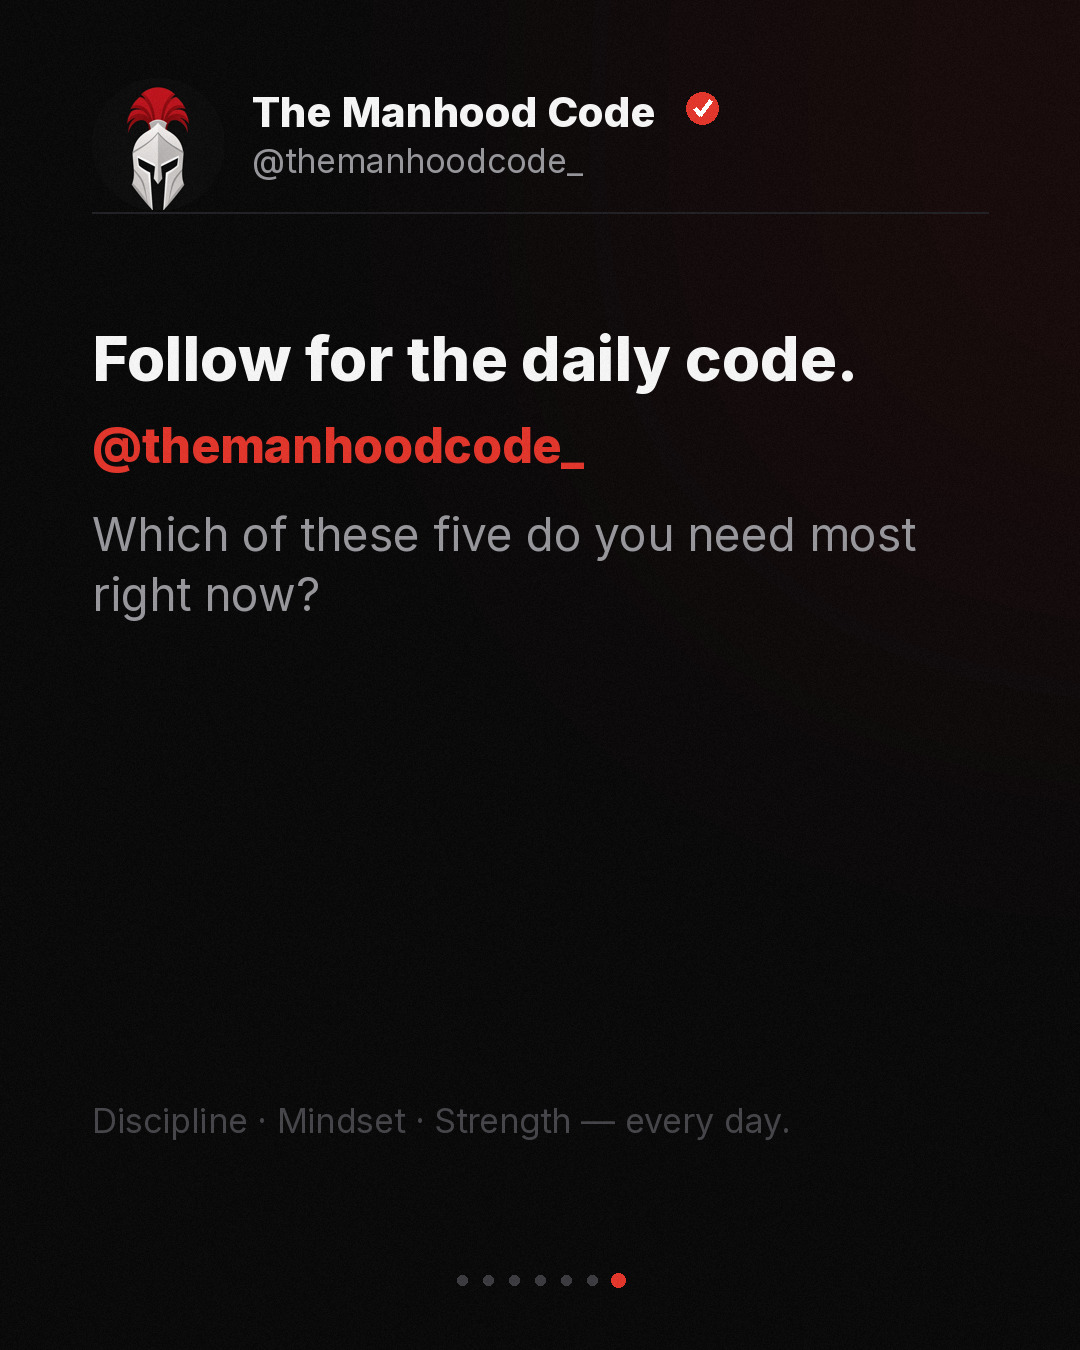 The Manhood Code
@themanhoodcode_
Follow for the daily code.
@themanhoodcode_
Which of these five do you need most
right now?
Discipline · Mindset · Strength — every day.